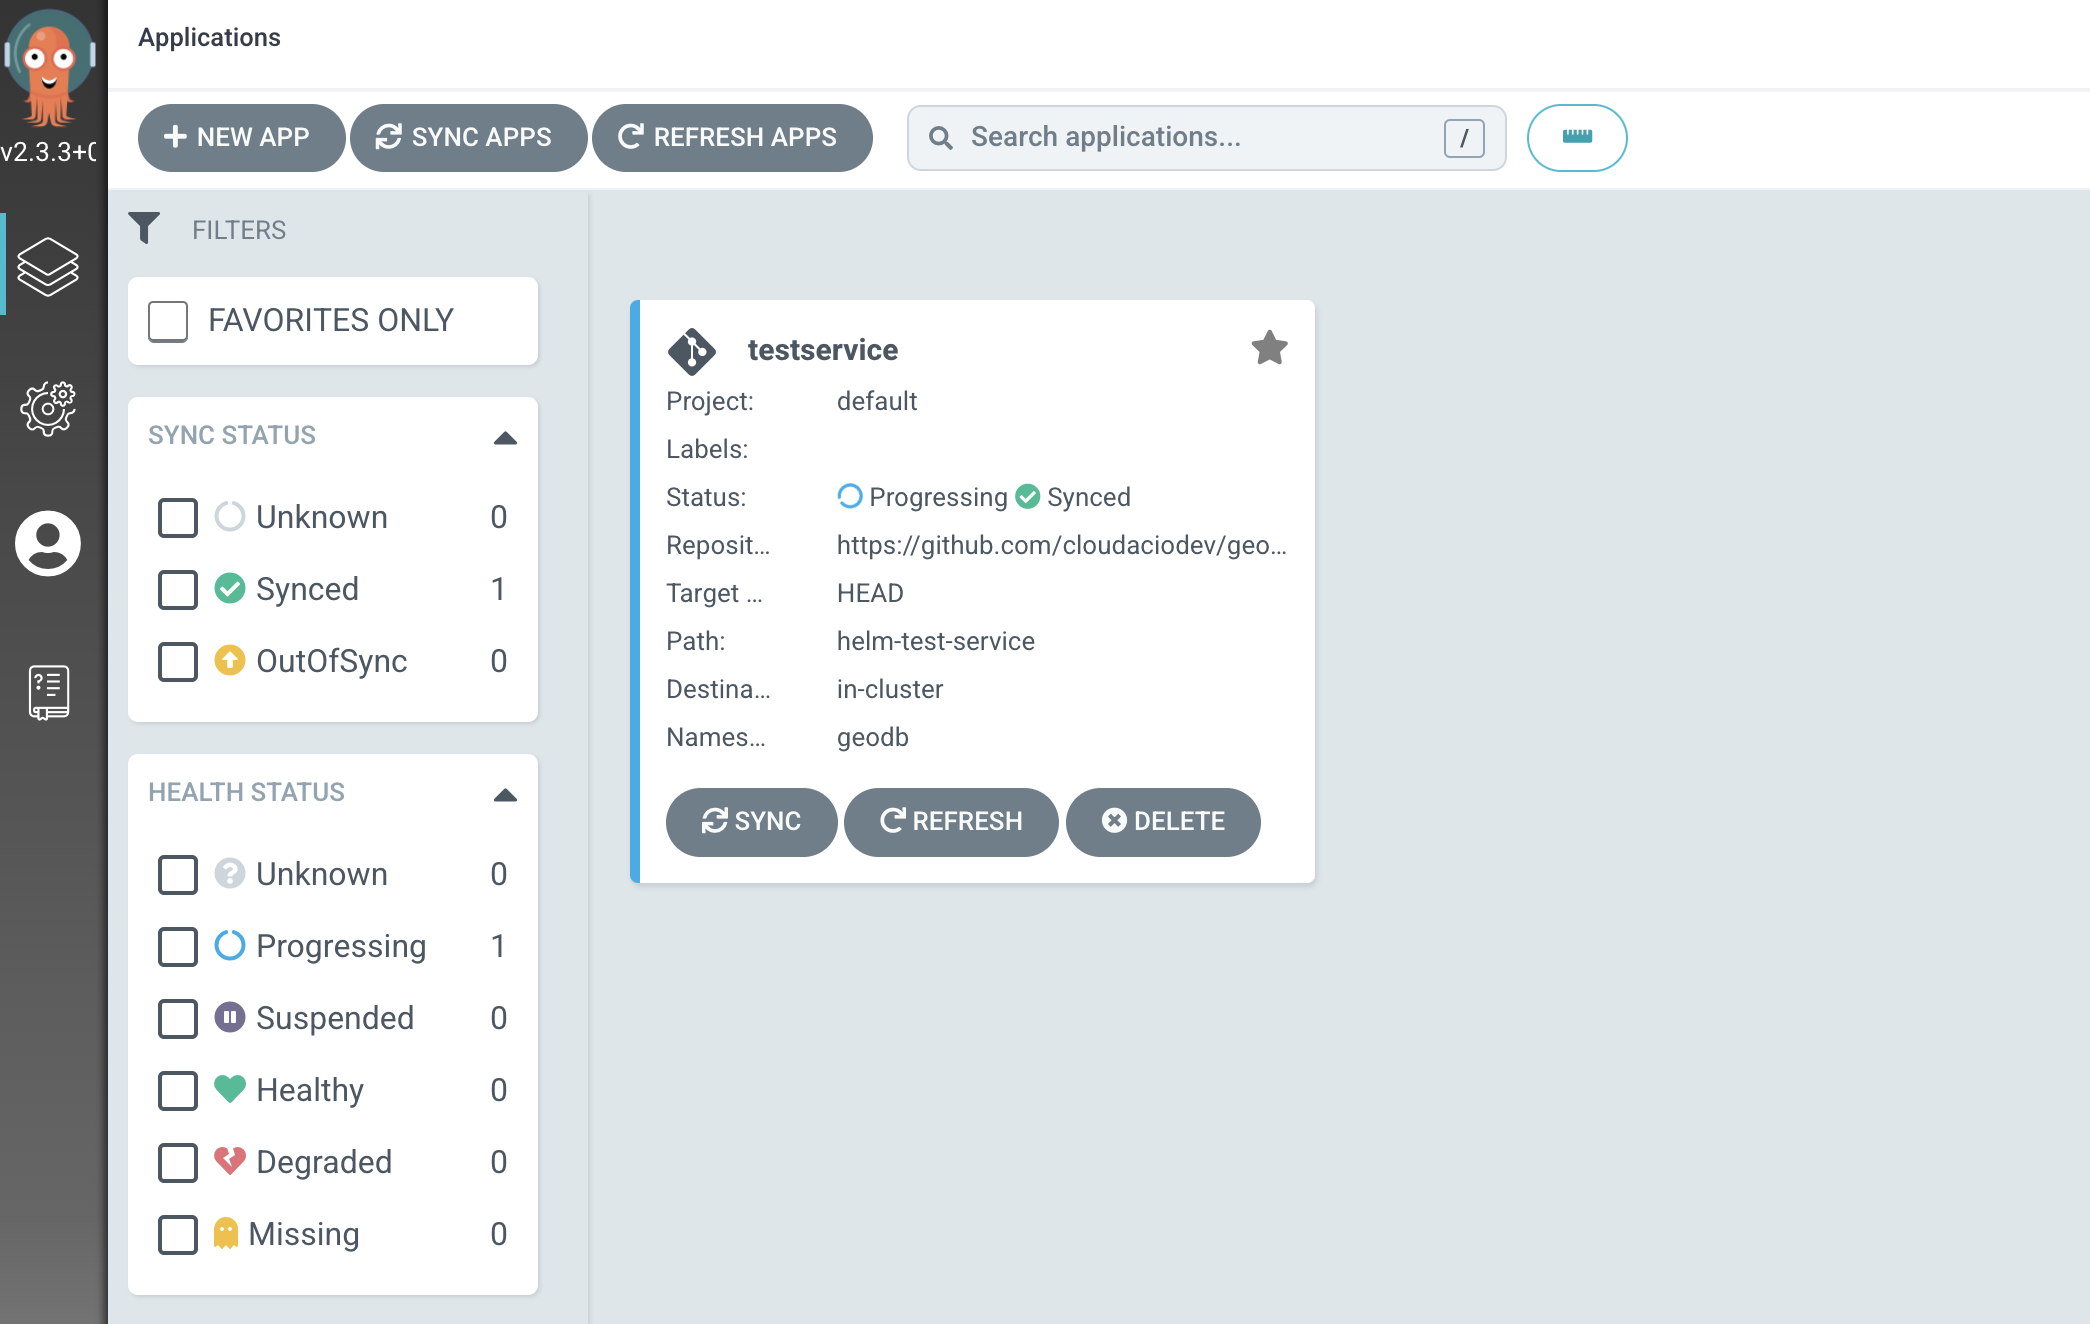 Applications
v2.3.3+0
NEW APP
SYNC APPS
REFRESH APPS
Search applications...
/
FILTERS
FAVORITES ONLY
SYNC STATUS
Unknown 0
Synced 1
OutOfSync 0
HEALTH STATUS
Unknown 0
Progressing 1
Suspended 0
Healthy 0
Degraded 0
Missing 0
testservice
Project: default
Labels:
Status: Progressing Synced
Reposit... https://github.com/cloudaciodev/geo...
Target ... HEAD
Path: helm-test-service
Destina... in-cluster
Names... geodb
SYNC
REFRESH
DELETE